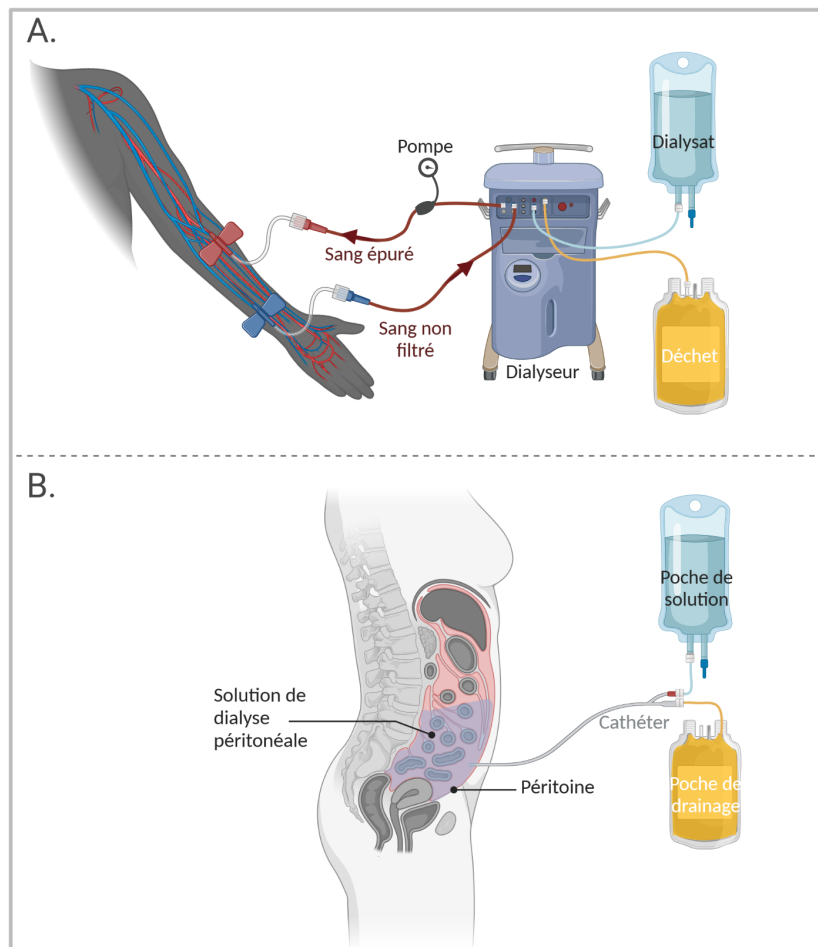 A.
Pompe
Dialysat
Sang épuré
Sang non
filtré
Dialyseur
Déchet
B.
Poche de
solution
Solution de
dialyse
péritonéale
Cathéter
Péritoine
Poche de
drainage